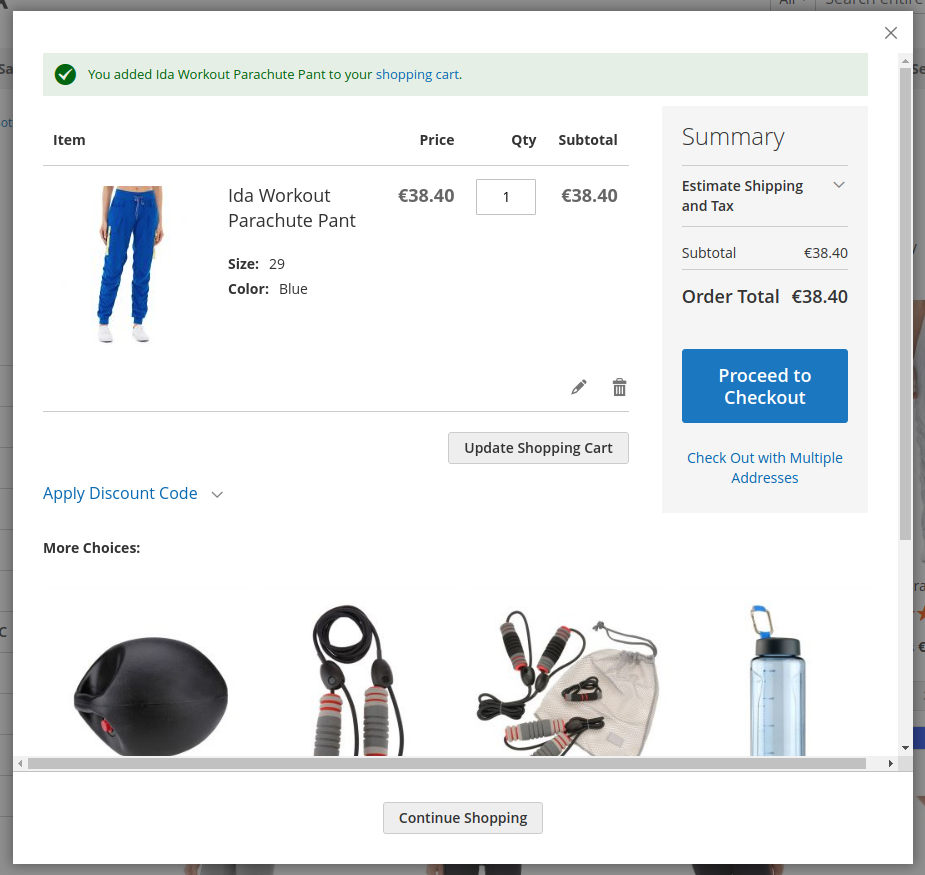 All
Search entire
You added Ida Workout Parachute Pant to your shopping cart.
Item Price Qty Subtotal
Ida Workout
Parachute Pant
€38.40 1 €38.40
Size: 29
Color: Blue
Update Shopping Cart
Apply Discount Code
Summary
Estimate Shipping
and Tax
Subtotal €38.40
Order Total €38.40
Proceed to
Checkout
Check Out with Multiple
Addresses
More Choices:
Continue Shopping